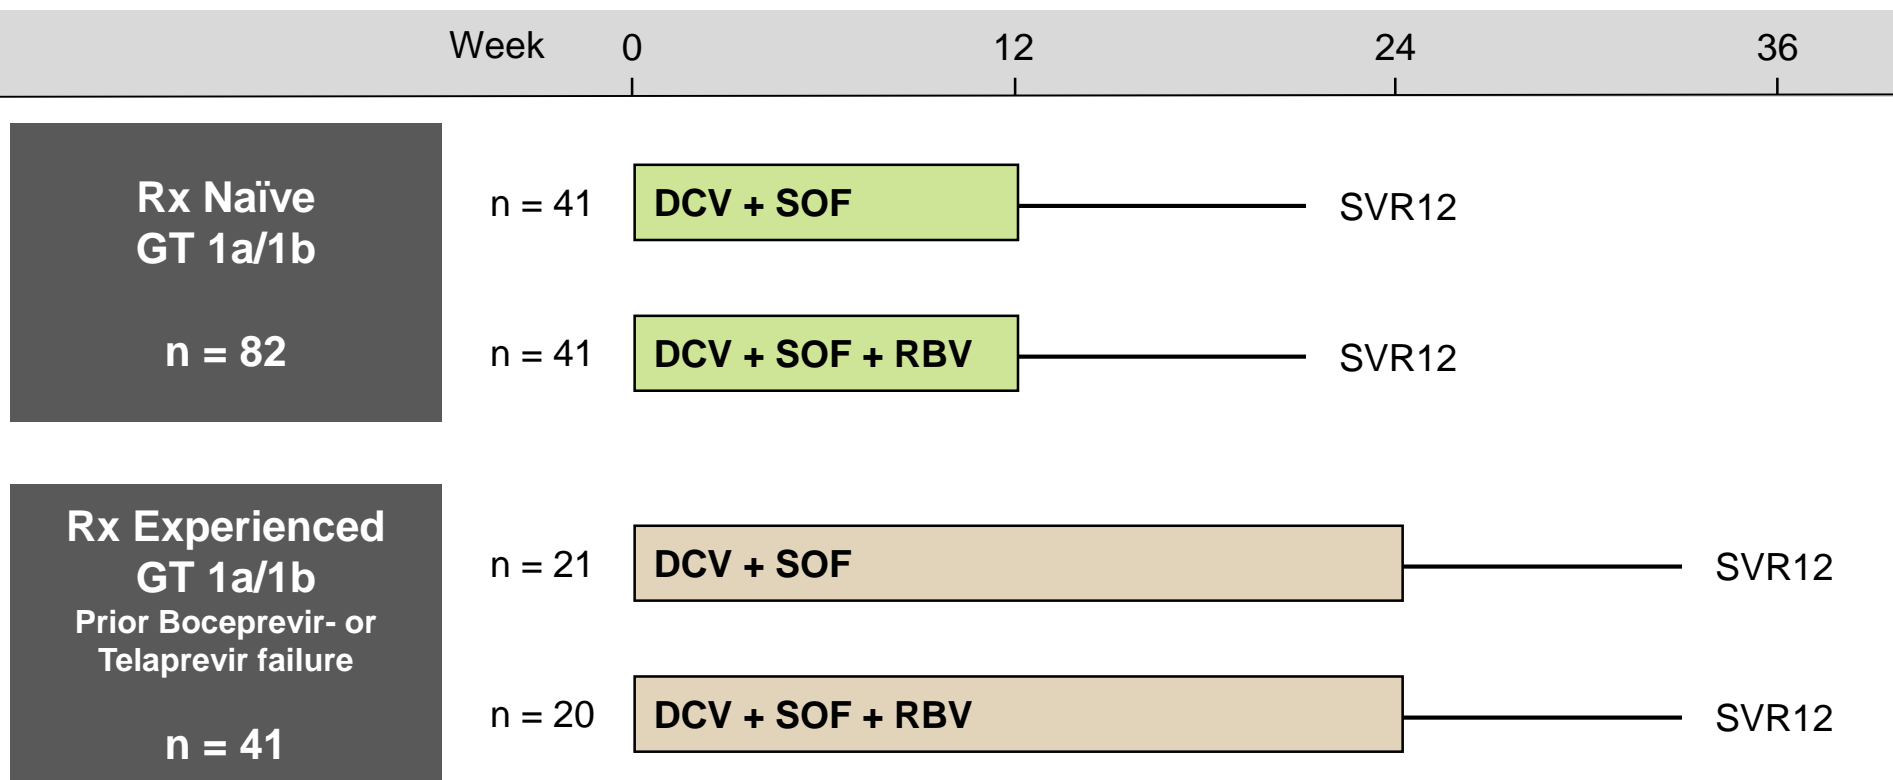 Week 0 12 24 36
Rx Naïve
GT 1a/1b
n = 82
n = 41 DCV + SOF SVR12
n = 41 DCV + SOF + RBV SVR12
Rx Experienced
GT 1a/1b
Prior Boceprevir- or
Telaprevir failure
n = 41
n = 21 DCV + SOF SVR12
n = 20 DCV + SOF + RBV SVR12